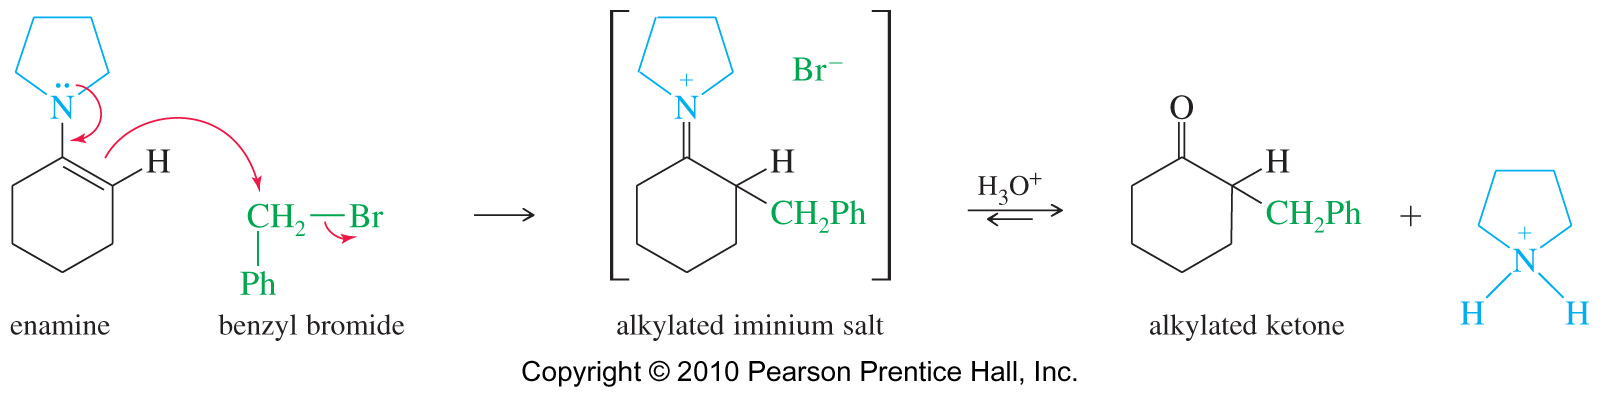 N
H
CH2—Br
Ph
enamine
benzyl bromide
+
N
Br−
H
CH2Ph
alkylated iminium salt
H3O+
O
H
CH2Ph
alkylated ketone
+
+
N
H H
Copyright © 2010 Pearson Prentice Hall, Inc.